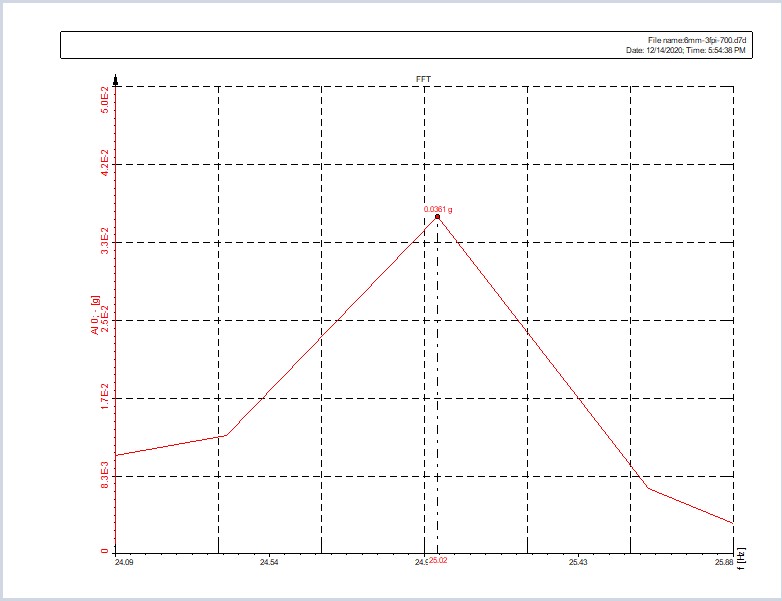 File name:6mm-3fpi-700.d7d
Date: 12/14/2020; Time: 5:54:38 PM
FFT
5.0E-2
4.2E-2
0.0361 g
3.3E-2
AI 0; - [g]
2.5E-2
1.7E-2
8.3E-3
0
24.09 24.54 24.9 25.02 25.43 25.88
f [Hz]